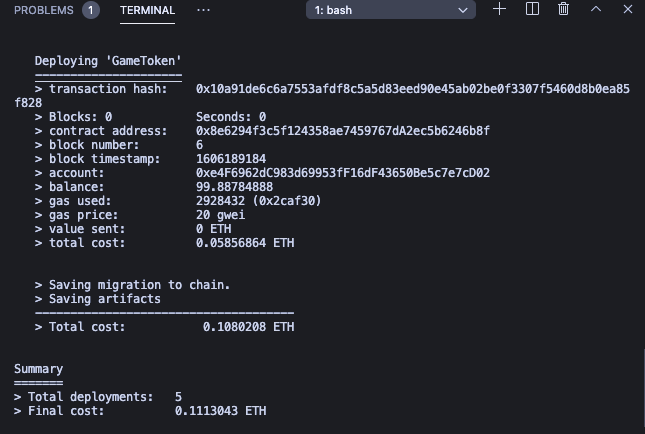 PROBLEMS 1 TERMINAL ... 1: bash
Deploying 'GameToken'
---------------------
> transaction hash: 0x10a91de6c6a7553afdf8c5a5d83eed90e45ab02be0f3307f5460d8b0ea85
f828
> Blocks: 0 Seconds: 0
> contract address: 0x8e6294f3c5f124358ae7459767dA2ec5b6246b8f
> block number: 6
> block timestamp: 1606189184
> account: 0xe4F6962dC983d69953fF16dF43650Be5c7e7cD02
> balance: 99.88784888
> gas used: 2928432 (0x2caf30)
> gas price: 20 gwei
> value sent: 0 ETH
> total cost: 0.05856864 ETH
> Saving migration to chain.
> Saving artifacts
-------------------------------------
> Total cost: 0.1080208 ETH
Summary
=======
> Total deployments: 5
> Final cost: 0.1113043 ETH